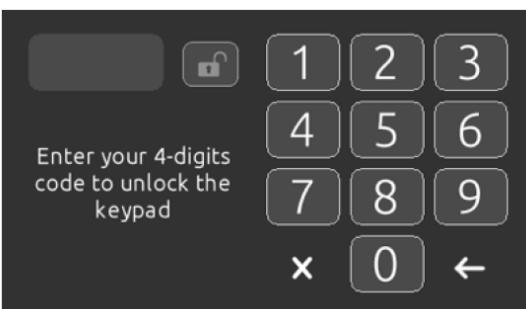 1 2 3
4 5 6
Enter your 4-digits
code to unlock the
keypad
7 8 9
0